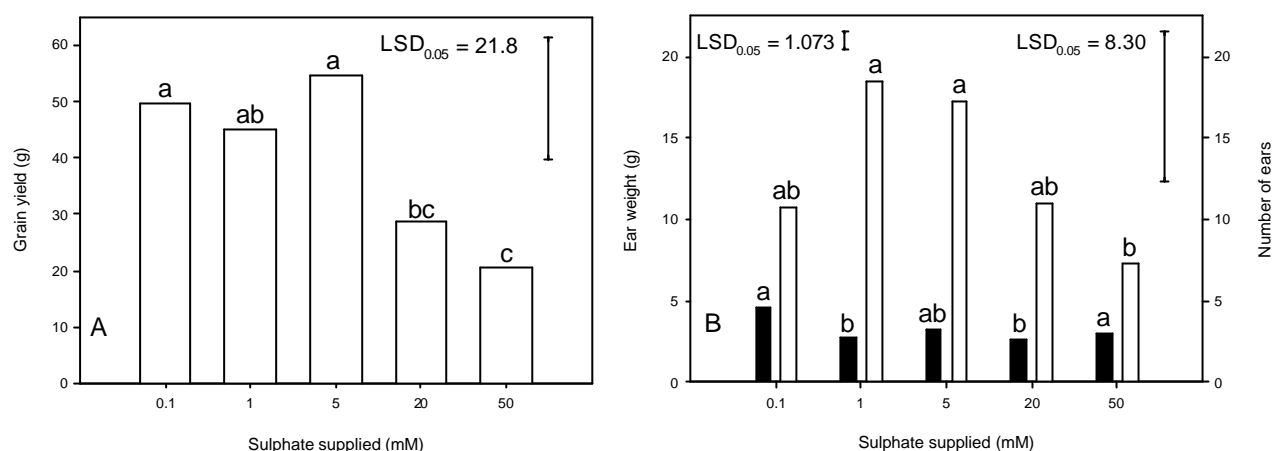 LSD0.05 = 21.8
60
50
40
30
20
10
0
Grain yield (g)
a
ab
a
bc
c
A
0.1
1
5
20
50
Sulphate supplied (mM)
LSD0.05 = 1.073
LSD0.05 = 8.30
20
15
10
5
0
Ear weight (g)
a
ab
b
a
ab
a
b
ab
a
b
B
0.1
1
5
20
50
Sulphate supplied (mM)
20
15
10
5
0
Number of ears